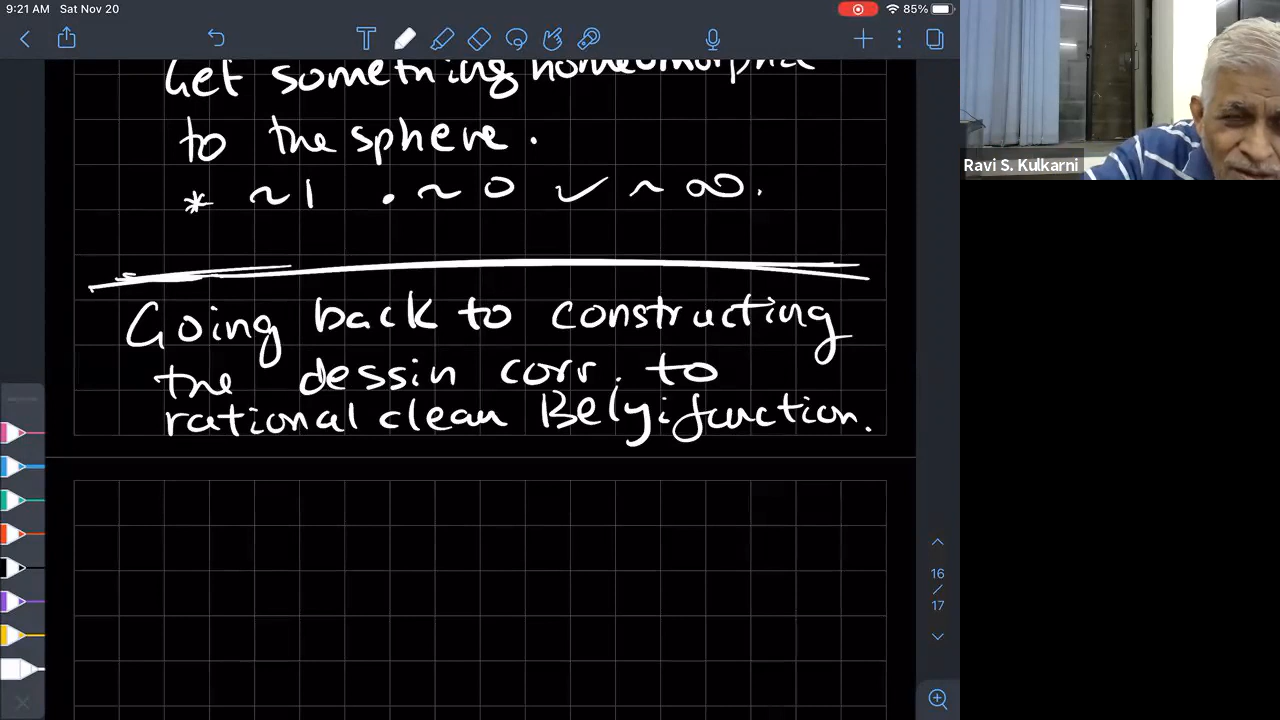 9:21 AM Sat Nov 20
85%
Get something homeomorphic
to the sphere.
* ~ 1 . ~ 0 ✓ ~ ∞.
Going back to constructing
the dessin corr. to
rational clean Belyi function.
Ravi S. Kulkarni
16
/
17